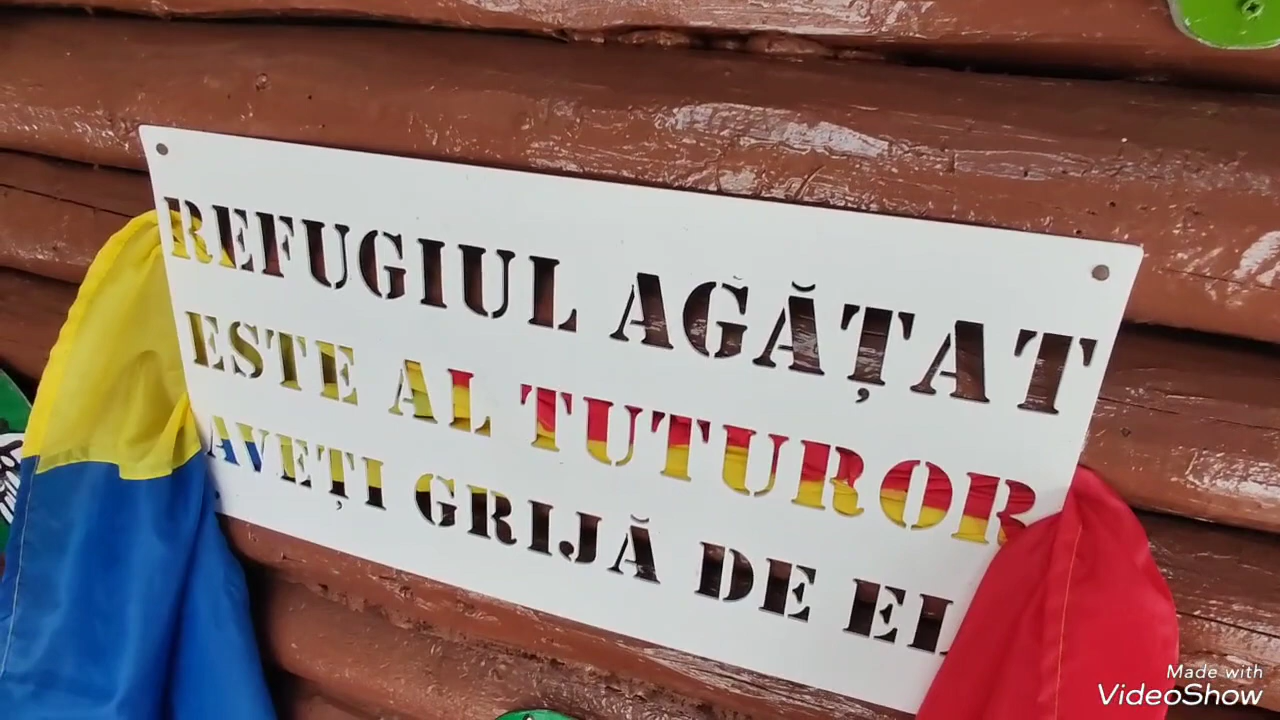 REFUGIUL AGĂȚAT
ESTE AL TUTUROR
AVEȚI GRIJĂ DE EL
Made with
VideoShow